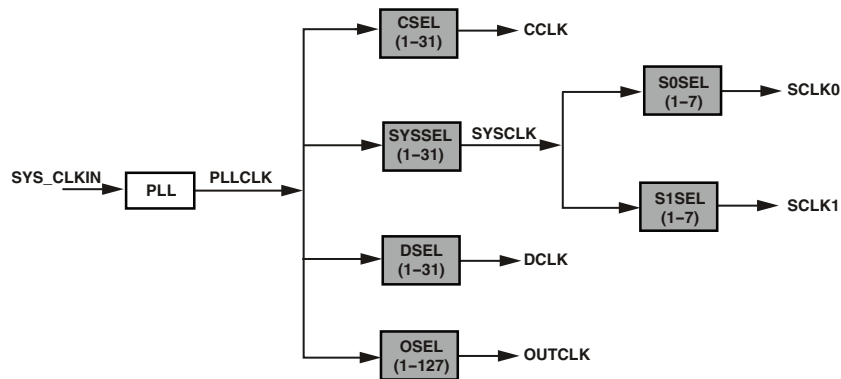 CSEL
(1–31)
CCLK
S0SEL
(1–7)
SCLK0
SYSSEL
(1–31)
SYSCLK
SYS_CLKIN
PLL
PLLCLK
S1SEL
(1–7)
SCLK1
DSEL
(1–31)
DCLK
OSEL
(1–127)
OUTCLK